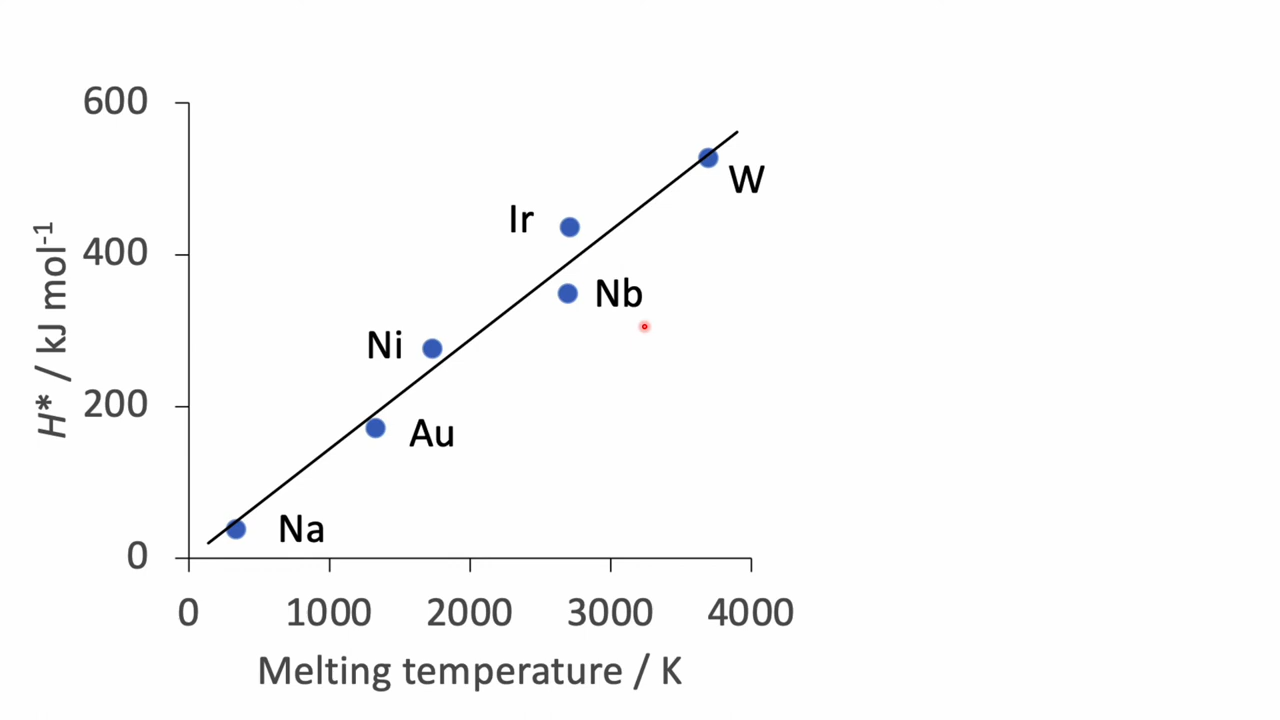 600
W
Ir
400
Nb
Ni
200
Au
Na
0
0 1000 2000 3000 4000
Melting temperature / K
H* / kJ mol-1